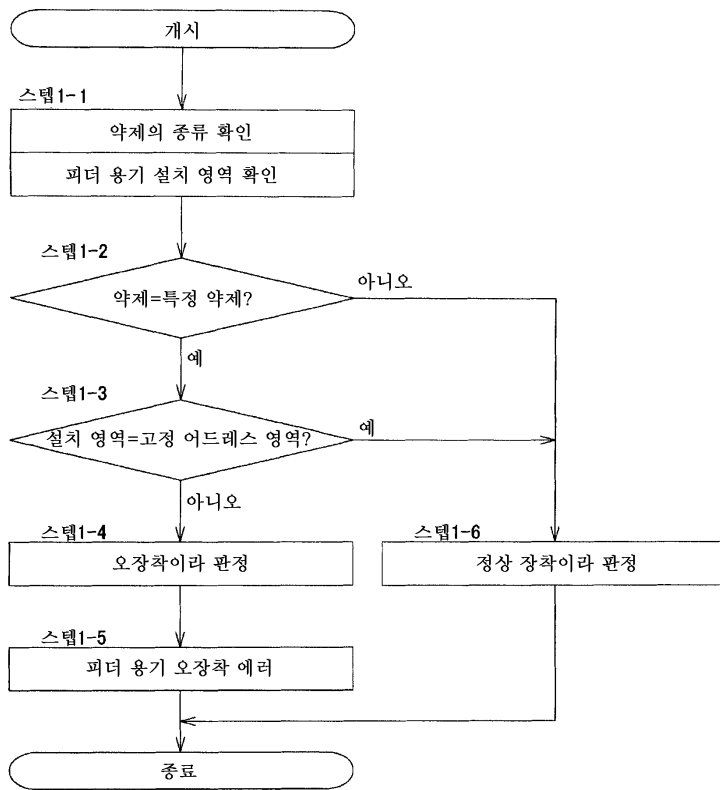 개시
스텝1-1
약제의 종류 확인
피더 용기 설치 영역 확인
스텝1-2
약제=특정 약제?
아니오
예
스텝1-3
설치 영역=고정 어드레스 영역?
예
아니오
스텝1-4
오장착이라 판정
스텝1-6
정상 장착이라 판정
스텝1-5
피더 용기 오장착 에러
종료